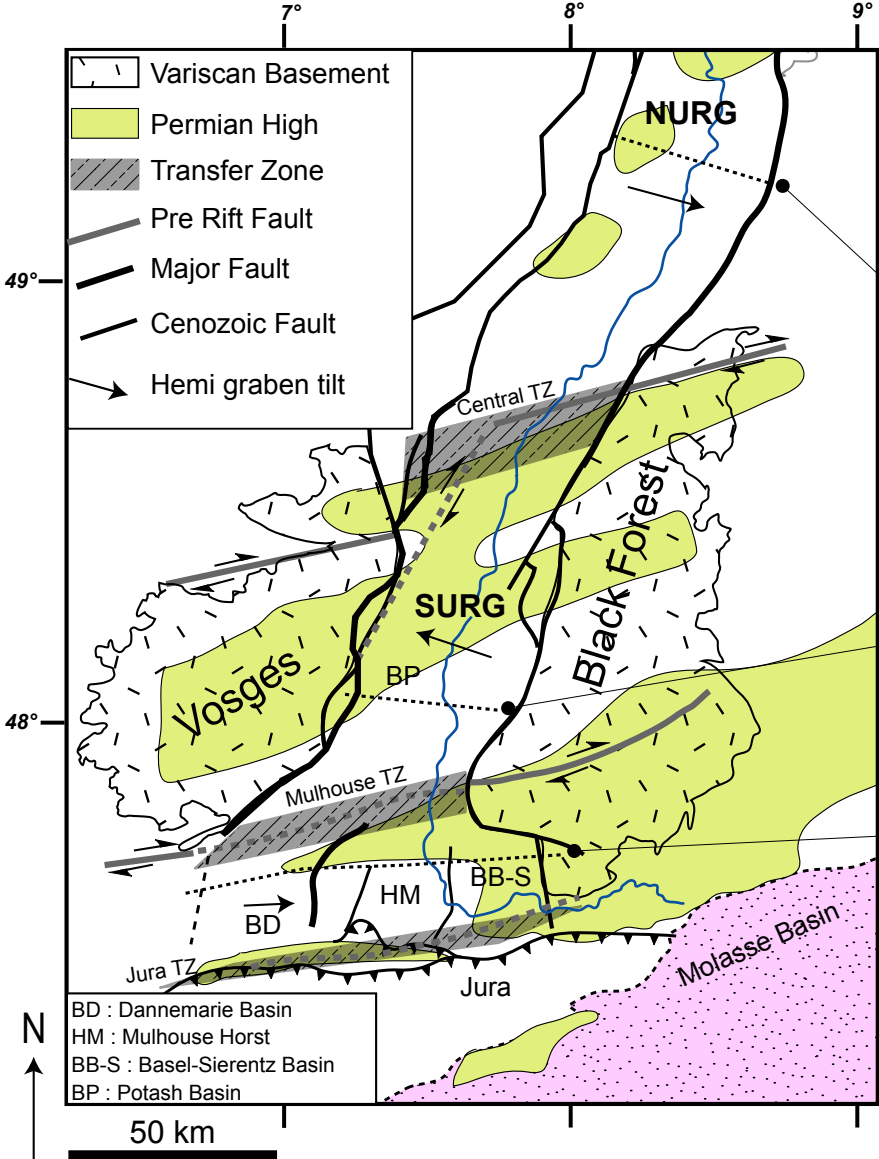 7°
8°
9°
Variscan Basement
Permian High
Transfer Zone
Pre Rift Fault
Major Fault
Cenozoic Fault
Hemi graben tilt
NURG
49°
Central TZ
Black Forest
SURG
Vosges
BP
48°
Mulhouse TZ
BB-S
HM
BD
Jura TZ
Jura
Molasse Basin
BD : Dannemarie Basin
HM : Mulhouse Horst
BB-S : Basel-Sierentz Basin
BP : Potash Basin
N
50 km